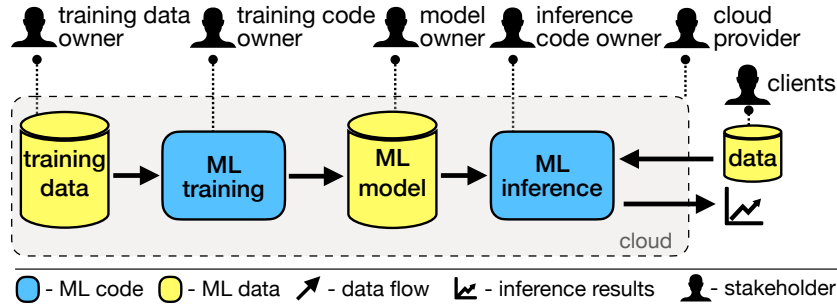 training data owner
training code owner
model owner
inference code owner
cloud provider
clients
training data
ML training
ML model
ML inference
data
cloud
- ML code
- ML data
- data flow
- inference results
- stakeholder